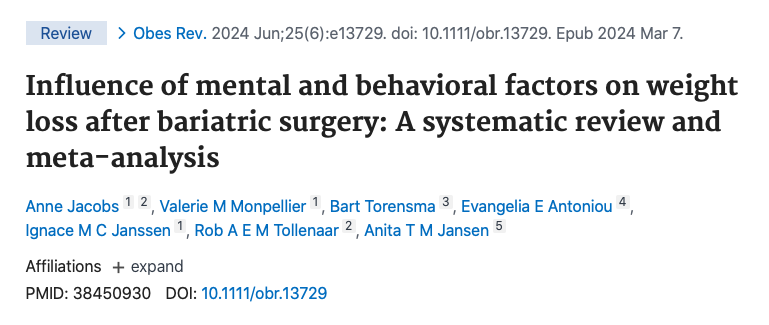 Review > Obes Rev. 2024 Jun;25(6):e13729. doi: 10.1111/obr.13729. Epub 2024 Mar 7.
Influence of mental and behavioral factors on weight
loss after bariatric surgery: A systematic review and
meta-analysis
Anne Jacobs 1 2, Valerie M Monpellier 1, Bart Torensma 3, Evangelia E Antoniou 4,
Ignace M C Janssen 1, Rob A E M Tollenaar 2, Anita T M Jansen 5
Affiliations + expand
PMID: 38450930 DOI: 10.1111/obr.13729